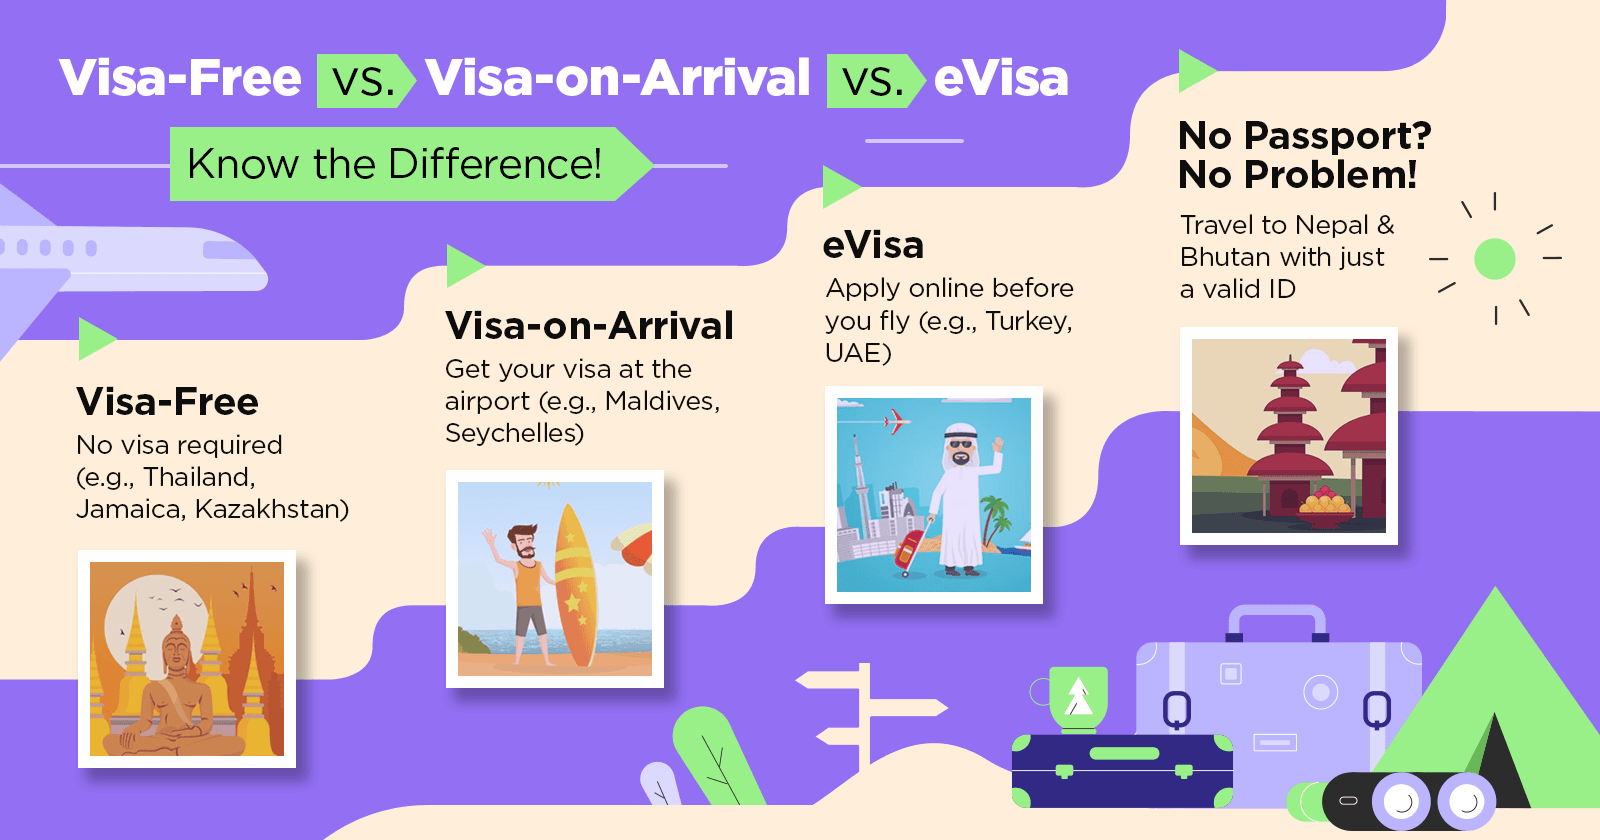 Visa-Free VS. Visa-on-Arrival VS. eVisa
Know the Difference!
Visa-Free
No visa required
(e.g., Thailand,
Jamaica, Kazakhstan)
Visa-on-Arrival
Get your visa at the
airport (e.g., Maldives,
Seychelles)
eVisa
Apply online before
you fly (e.g., Turkey,
UAE)
No Passport?
No Problem!
Travel to Nepal &
Bhutan with just
a valid ID